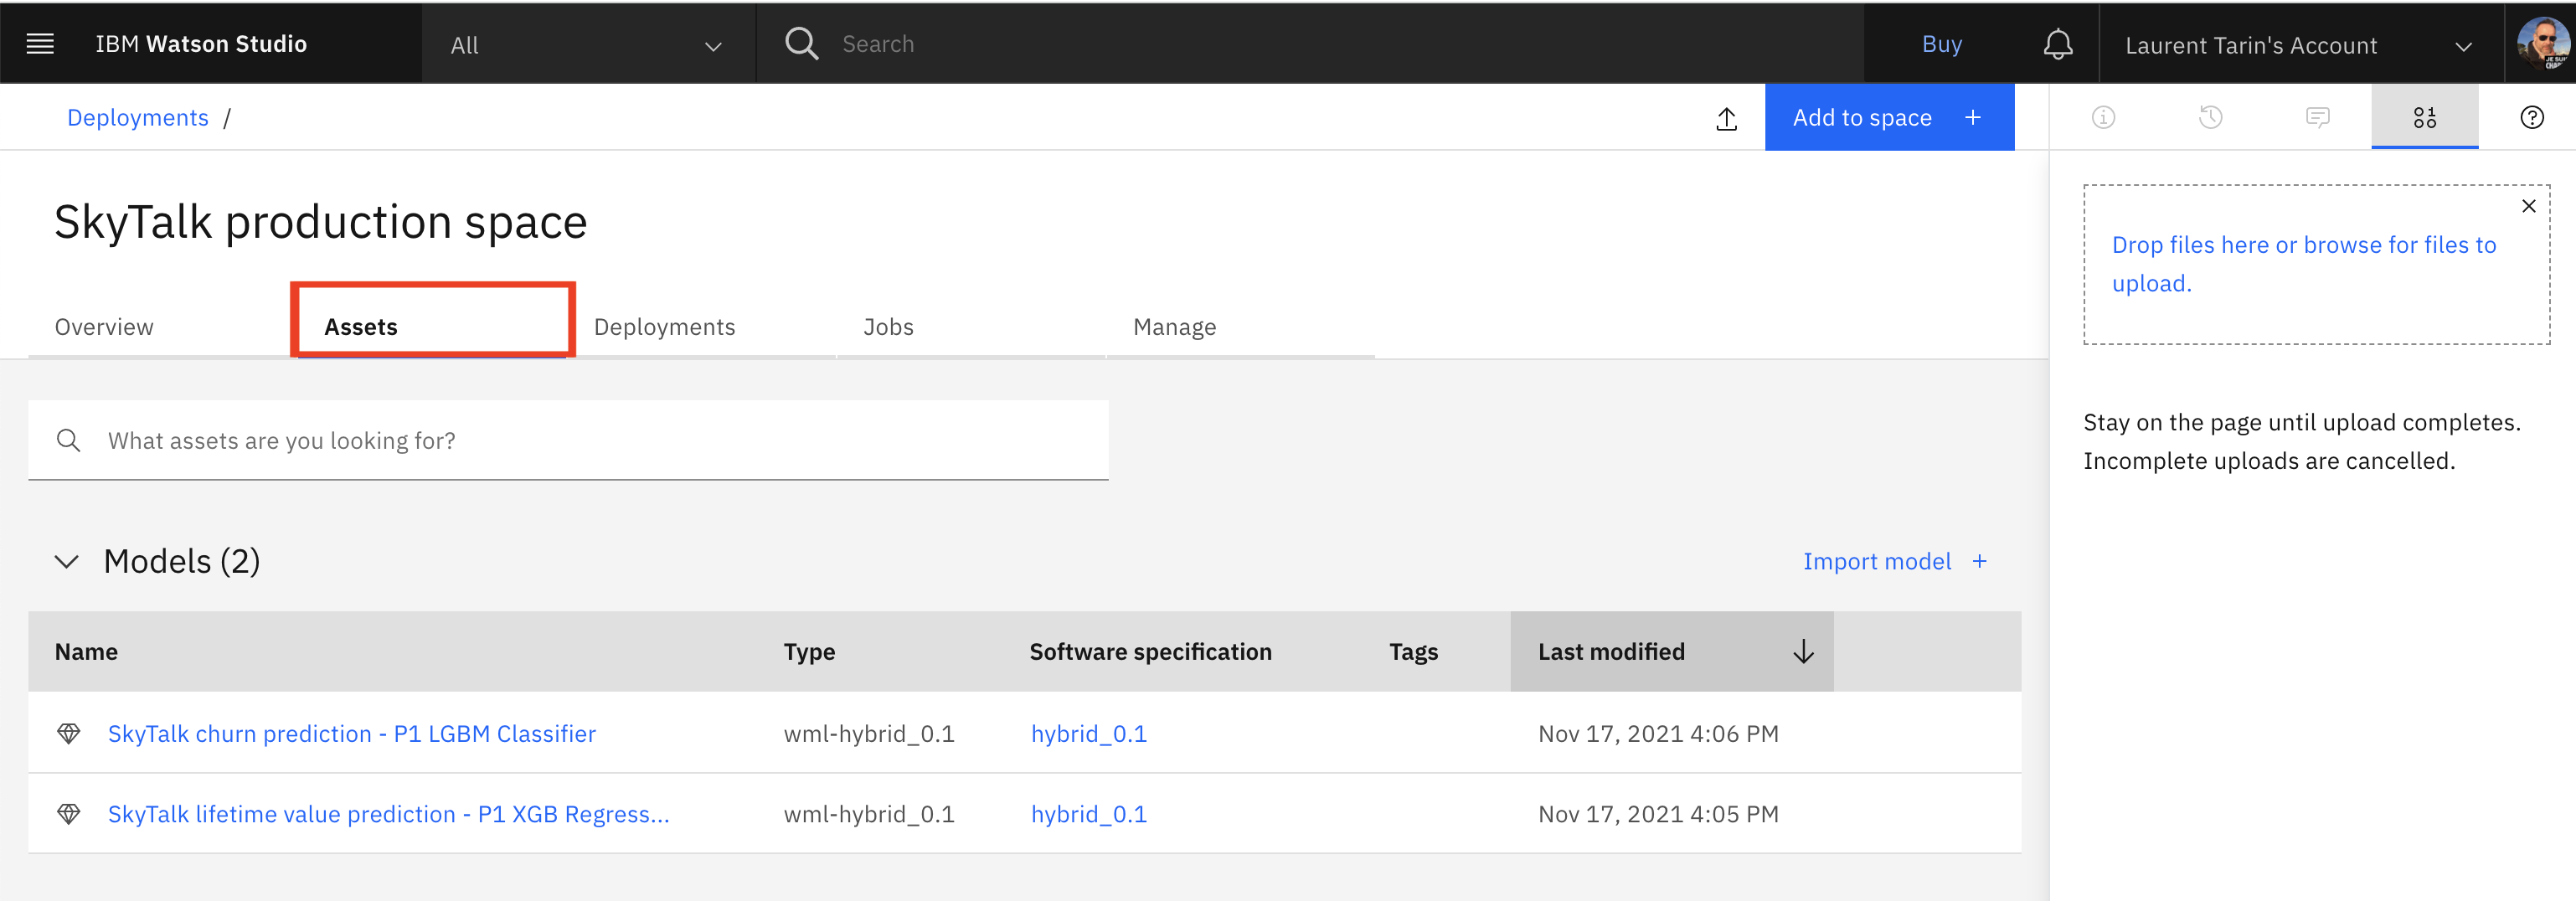 IBM Watson Studio
All
Search
Buy
Laurent Tarin's Account
JE SUIS
CHAR
Deployments /
Add to space +
SkyTalk production space
Overview
Assets
Deployments
Jobs
Manage
Drop files here or browse for files to
upload.
Stay on the page until upload completes.
Incomplete uploads are cancelled.
What assets are you looking for?
Models (2)
Import model +
Name Type Software specification Tags Last modified
SkyTalk churn prediction - P1 LGBM Classifier wml-hybrid_0.1 hybrid_0.1 Nov 17, 2021 4:06 PM
SkyTalk lifetime value prediction - P1 XGB Regress... wml-hybrid_0.1 hybrid_0.1 Nov 17, 2021 4:05 PM